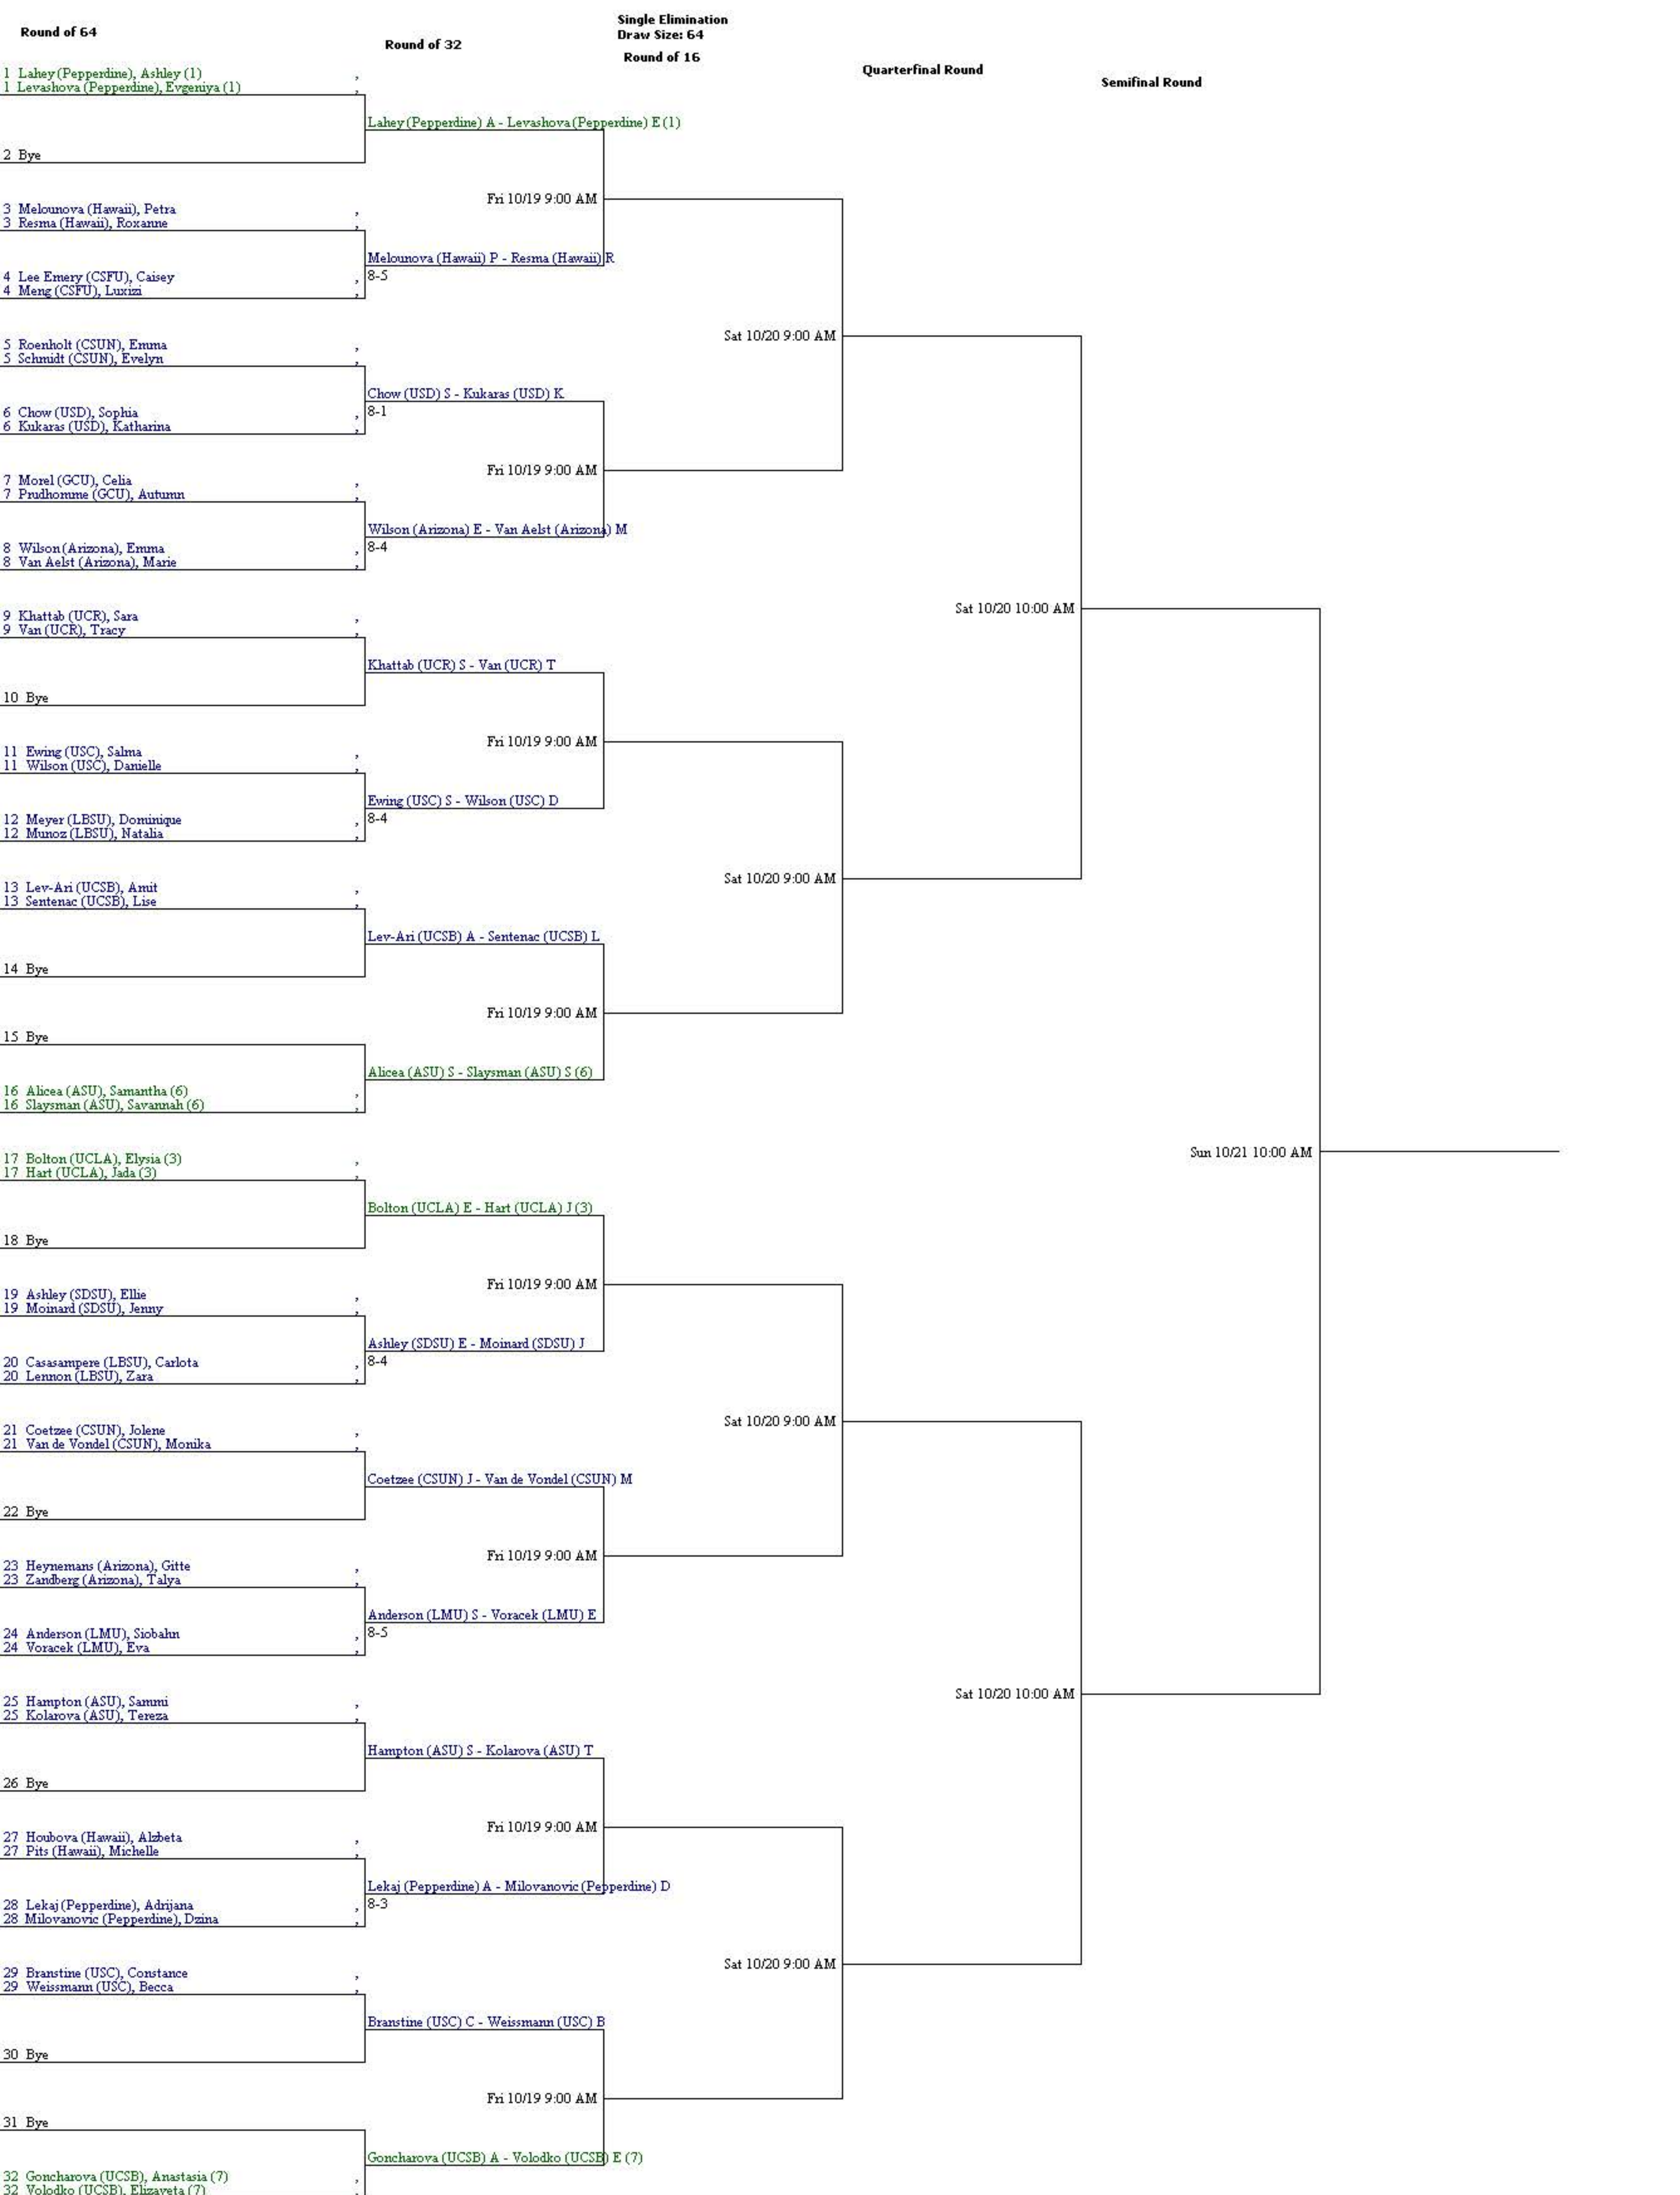 Single Elimination
Draw Size: 64
Round of 64
Round of 32
Round of 16
Quarterfinal Round
Semifinal Round
1 Lahey (Pepperdine), Ashley (1) ,
1 Levashova (Pepperdine), Evgeniya (1) ,
Lahey (Pepperdine) A - Levashova (Pepperdine) E (1)
2 Bye
Fri 10/19 9:00 AM
3 Melounova (Hawaii), Petra ,
3 Resma (Hawaii), Roxanne ,
Melounova (Hawaii) P - Resma (Hawaii) R
8-5
4 Lee Emery (CSFU), Caisey ,
4 Meng (CSFU), Luxizi ,
Sat 10/20 9:00 AM
5 Roenholt (CSUN), Emma ,
5 Schmidt (CSUN), Evelyn ,
Chow (USD) S - Kukaras (USD) K
8-1
6 Chow (USD), Sophia ,
6 Kukaras (USD), Katharina ,
Fri 10/19 9:00 AM
7 Morel (GCU), Celia ,
7 Prudhomme (GCU), Autumn ,
Wilson (Arizona) E - Van Aelst (Arizona) M
8-4
8 Wilson (Arizona), Emma ,
8 Van Aelst (Arizona), Marie ,
Sat 10/20 10:00 AM
9 Khattab (UCR), Sara ,
9 Van (UCR), Tracy ,
Khattab (UCR) S - Van (UCR) T
10 Bye
Fri 10/19 9:00 AM
11 Ewing (USC), Salma ,
11 Wilson (USC), Danielle ,
Ewing (USC) S - Wilson (USC) D
8-4
12 Meyer (LBSU), Dominique ,
12 Munoz (LBSU), Natalia ,
Sat 10/20 9:00 AM
13 Lev-Ari (UCSB), Amit ,
13 Sentenac (UCSB), Lise ,
Lev-Ari (UCSB) A - Sentenac (UCSB) L
14 Bye
Fri 10/19 9:00 AM
15 Bye
Alicea (ASU) S - Slaysman (ASU) S (6)
16 Alicea (ASU), Samantha (6) ,
16 Slaysman (ASU), Savannah (6) ,
Sun 10/21 10:00 AM
17 Bolton (UCLA), Elysia (3) ,
17 Hart (UCLA), Jada (3) ,
Bolton (UCLA) E - Hart (UCLA) J (3)
18 Bye
Fri 10/19 9:00 AM
19 Ashley (SDSU), Ellie ,
19 Moinard (SDSU), Jenny ,
Ashley (SDSU) E - Moinard (SDSU) J
8-4
20 Casasampere (LBSU), Carlota ,
20 Lennon (LBSU), Zara ,
Sat 10/20 9:00 AM
21 Coetzee (CSUN), Jolene ,
21 Van de Vondel (CSUN), Monika ,
Coetzee (CSUN) J - Van de Vondel (CSUN) M
22 Bye
Fri 10/19 9:00 AM
23 Heynemans (Arizona), Gitte ,
23 Zandberg (Arizona), Talya ,
Anderson (LMU) S - Voracek (LMU) E
8-5
24 Anderson (LMU), Siobahn ,
24 Voracek (LMU), Eva ,
Sat 10/20 10:00 AM
25 Hampton (ASU), Sammi ,
25 Kolarova (ASU), Tereza ,
Hampton (ASU) S - Kolarova (ASU) T
26 Bye
Fri 10/19 9:00 AM
27 Houbova (Hawaii), Alzbeta ,
27 Pits (Hawaii), Michelle ,
Lekaj (Pepperdine) A - Milovanovic (Pepperdine) D
8-3
28 Lekaj (Pepperdine), Adrijana ,
28 Milovanovic (Pepperdine), Dzina ,
Sat 10/20 9:00 AM
29 Branstine (USC), Constance ,
29 Weissmann (USC), Becca ,
Branstine (USC) C - Weissmann (USC) B
30 Bye
Fri 10/19 9:00 AM
31 Bye
Goncharova (UCSB) A - Volodko (UCSB) E (7)
32 Goncharova (UCSB), Anastasia (7) ,
32 Volodko (UCSB), Elizaveta (7) ,